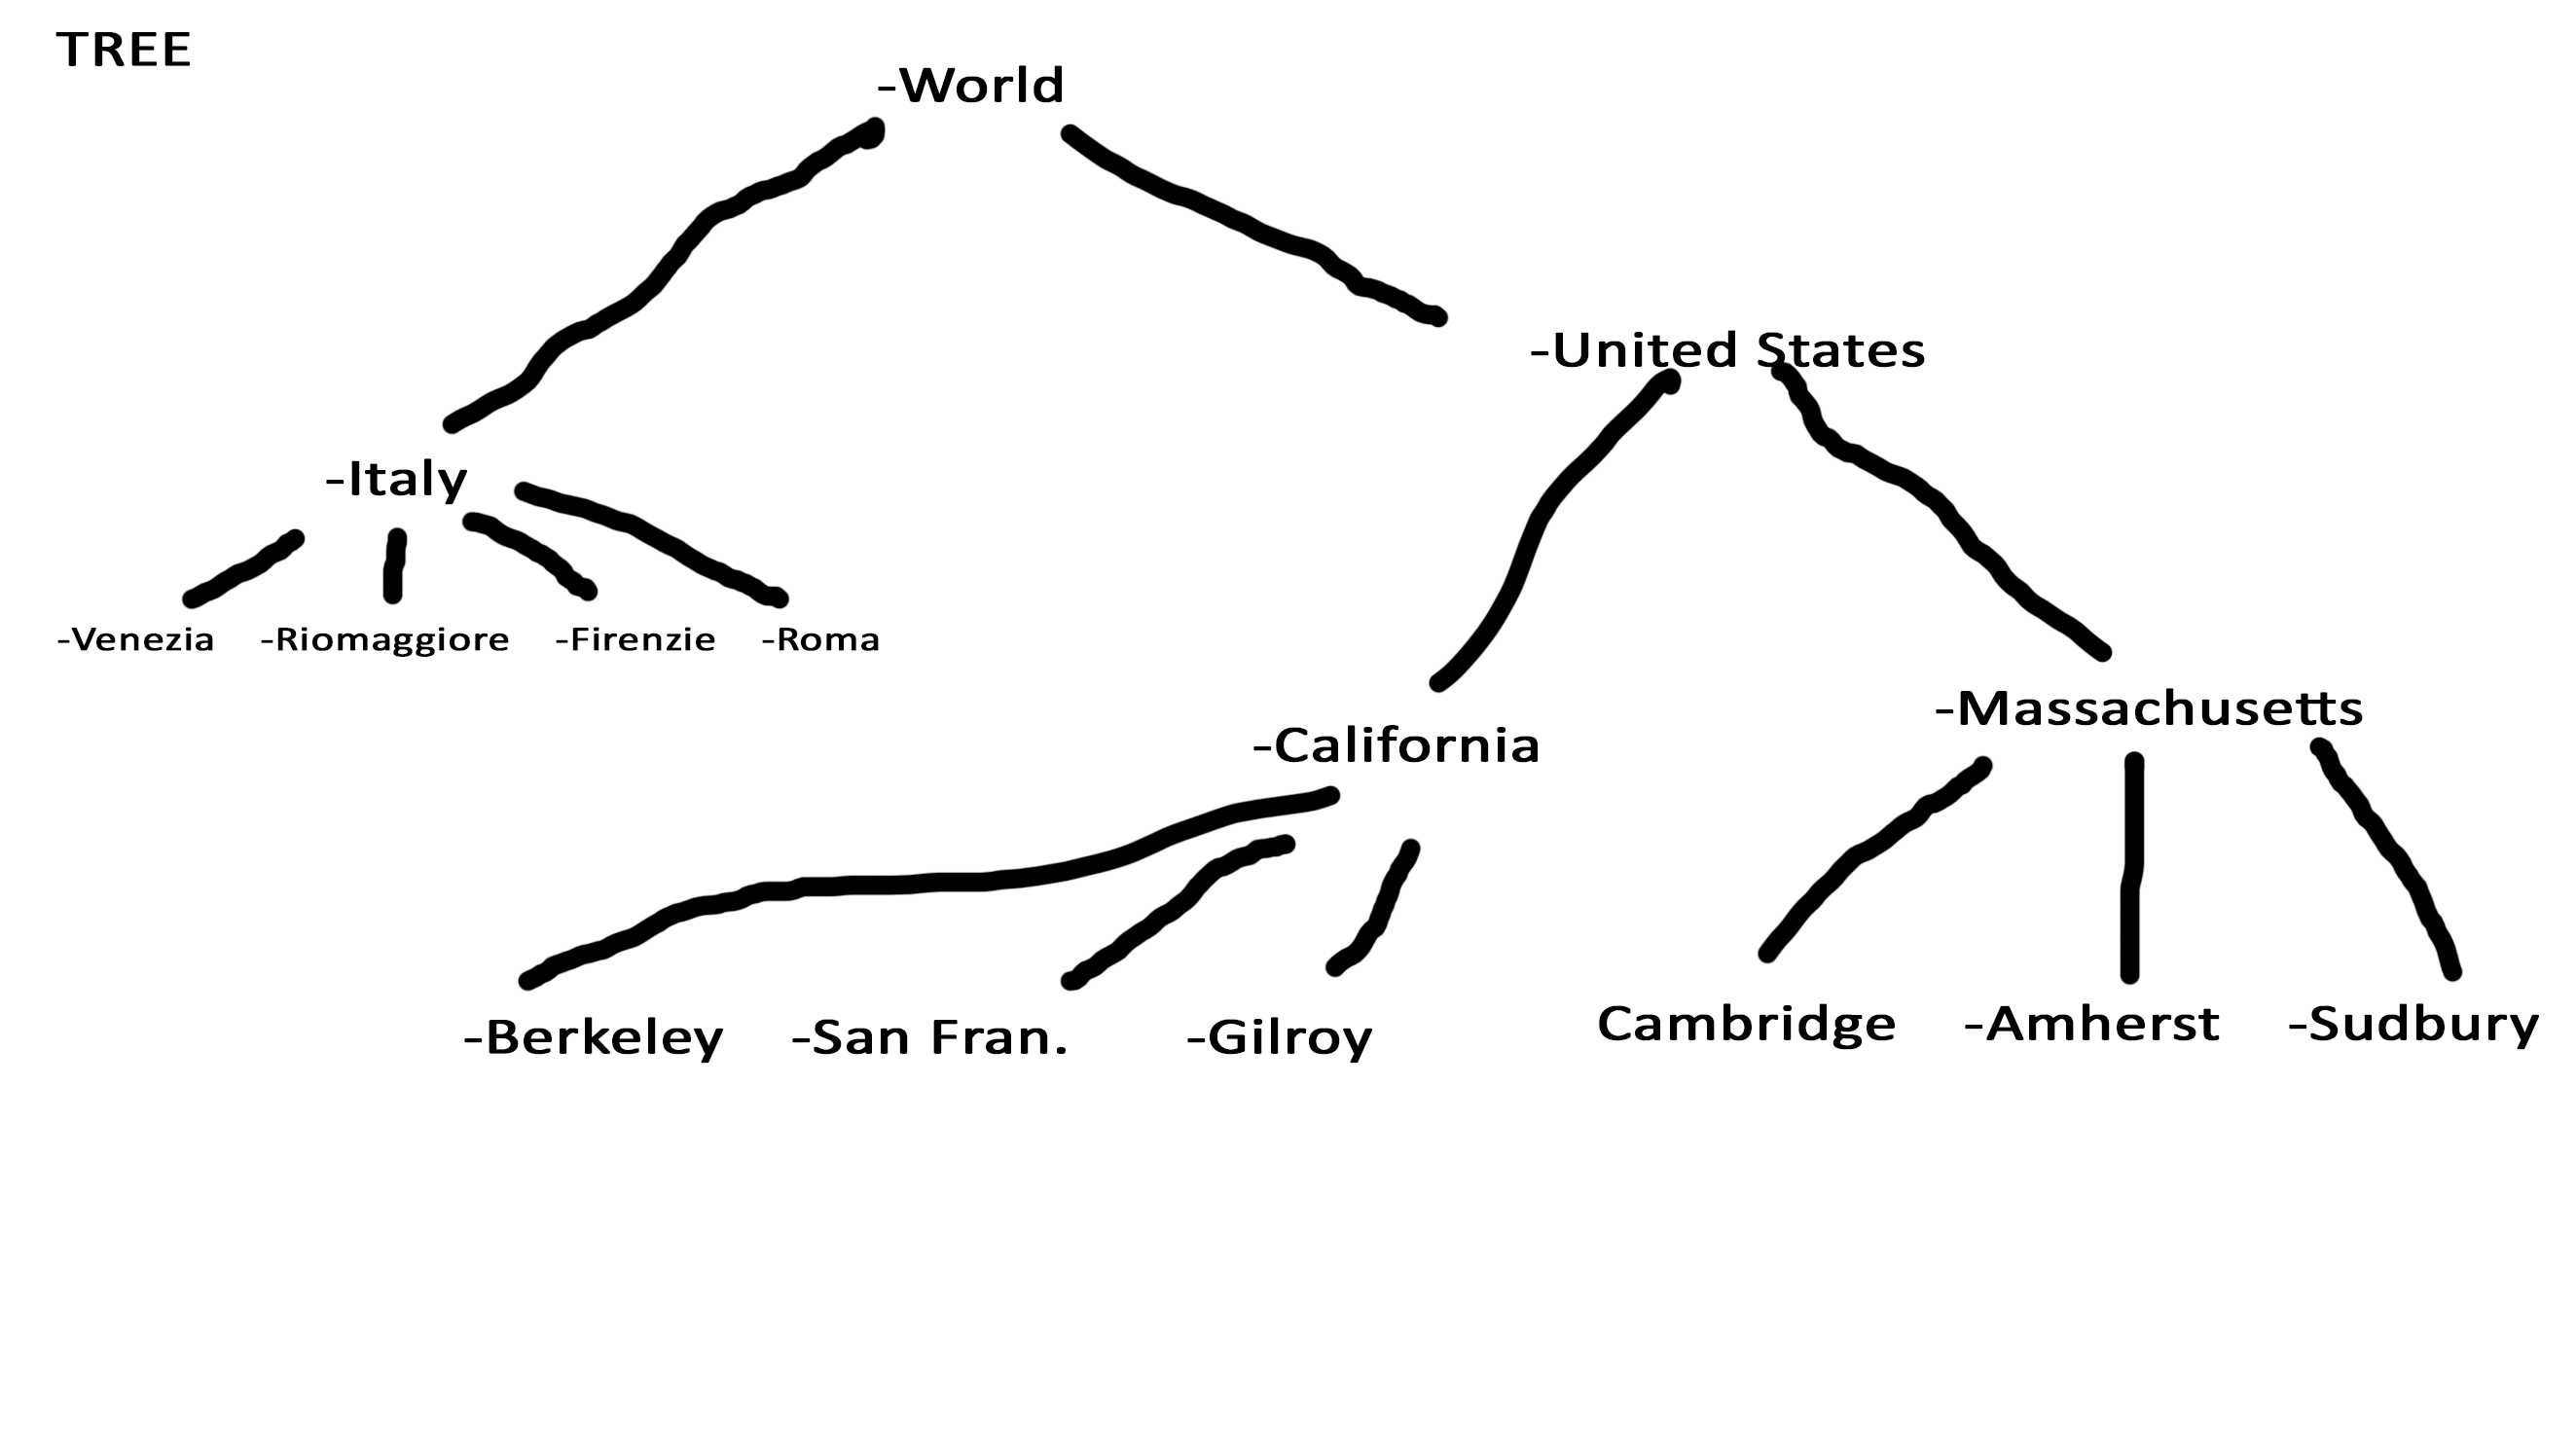 TREE
-World
-United States
-Italy
-Venezia -Riomaggiore -Firenzie -Roma
-Massachusetts
-California
Cambridge -Amherst -Sudbury
-Berkeley -San Fran. -Gilroy